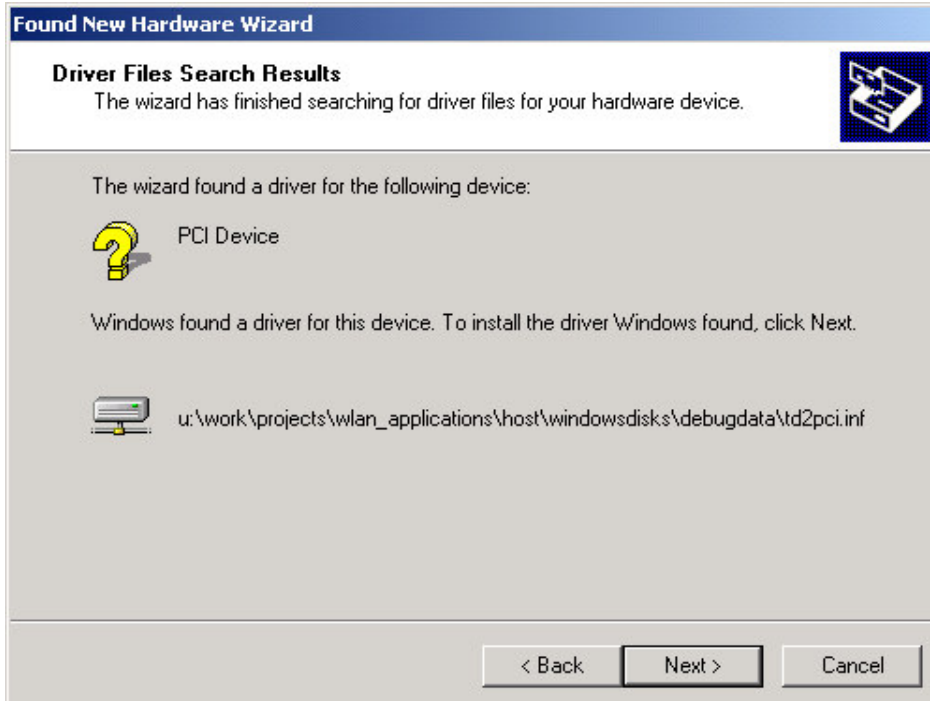 Found New Hardware Wizard
Driver Files Search Results
The wizard has finished searching for driver files for your hardware device.
The wizard found a driver for the following device:
PCI Device
Windows found a driver for this device. To install the driver Windows found, click Next.
u:\work\projects\wlan_applications\host\windowsdisks\debugdata\td2pci.inf
< Back
Next >
Cancel